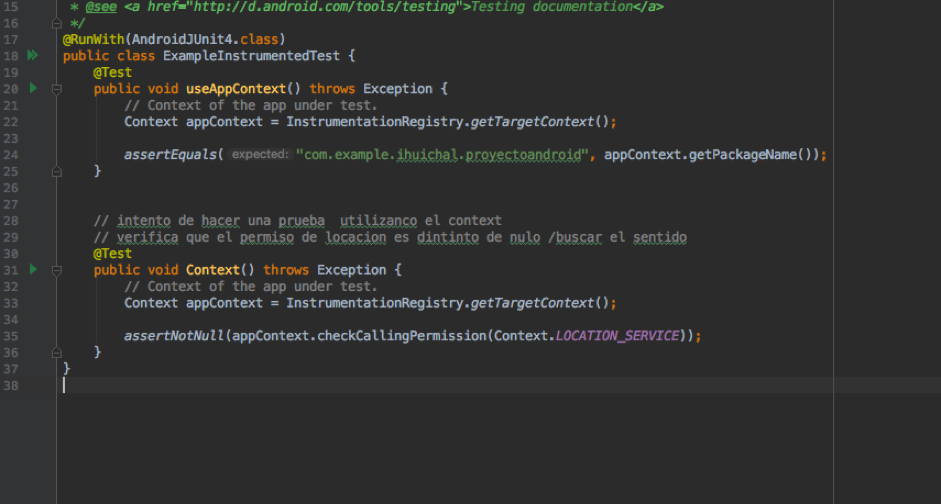 15 * @see <a href="http://d.android.com/tools/testing">Testing documentation</a>
16 */
17 @RunWith(AndroidJUnit4.class)
18 public class ExampleInstrumentedTest {
19 @Test
20 public void useAppContext() throws Exception {
21 // Context of the app under test.
22 Context appContext = InstrumentationRegistry.getTargetContext();
23
24 assertEquals( expected: "com.example.ihuichal.proyectoandroid", appContext.getPackageName());
25 }
26
27
28 // intento de hacer una prueba  utilizanco el context
29 // verifica que el permiso de locacion es dintinto de nulo /buscar el sentido
30 @Test
31 public void Context() throws Exception {
32 // Context of the app under test.
33 Context appContext = InstrumentationRegistry.getTargetContext();
34
35 assertNotNull(appContext.checkCallingPermission(Context.LOCATION_SERVICE));
36 }
37 }
38